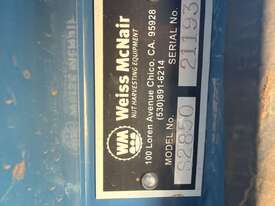 WM
Weiss McNair
NUT HARVESTING EQUIPMENT
100 Loren Avenue Chico, CA. 95928
(530)891-6214
MODEL No.
SERIAL No.
21193